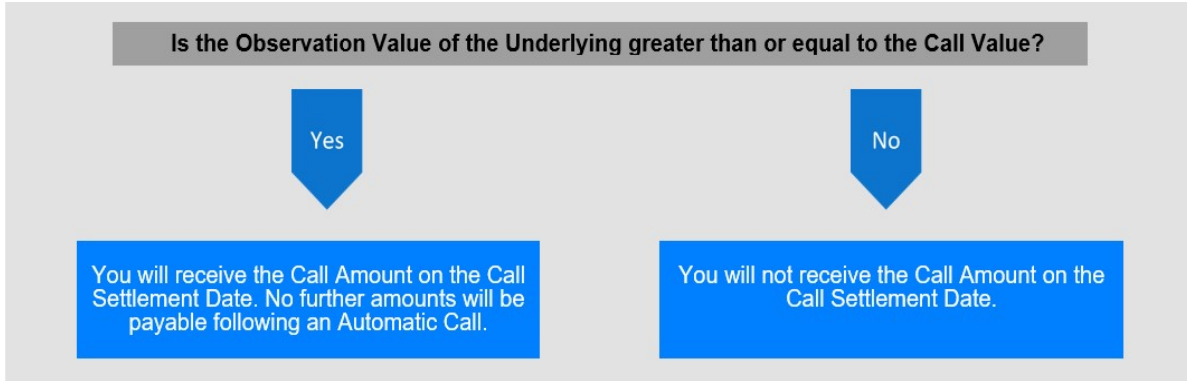 Is the Observation Value of the Underlying greater than or equal to the Call Value?
Yes
No
You will receive the Call Amount on the Call
Settlement Date. No further amounts will be
payable following an Automatic Call.
You will not receive the Call Amount on the
Call Settlement Date.